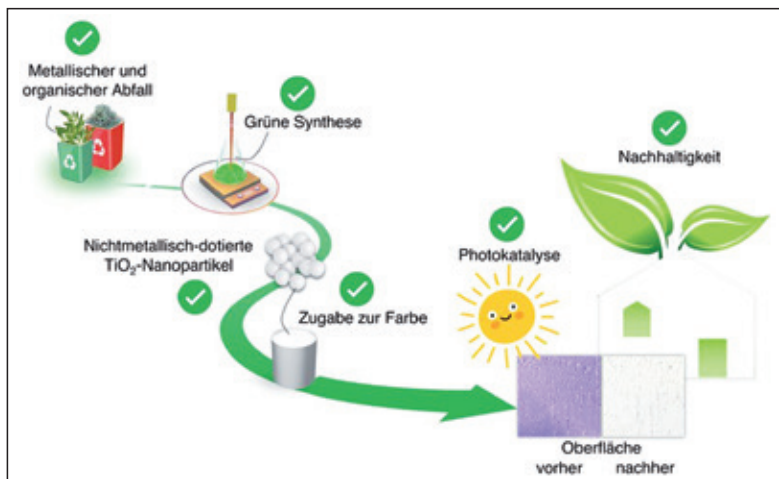 Metallischer und
organischer Abfall
Grüne Synthese
Nachhaltigkeit
Nichtmetallisch-dotierte
TiO₂-Nanopartikel
Photokatalyse
Zugabe zur Farbe
Oberfläche
vorher nachher